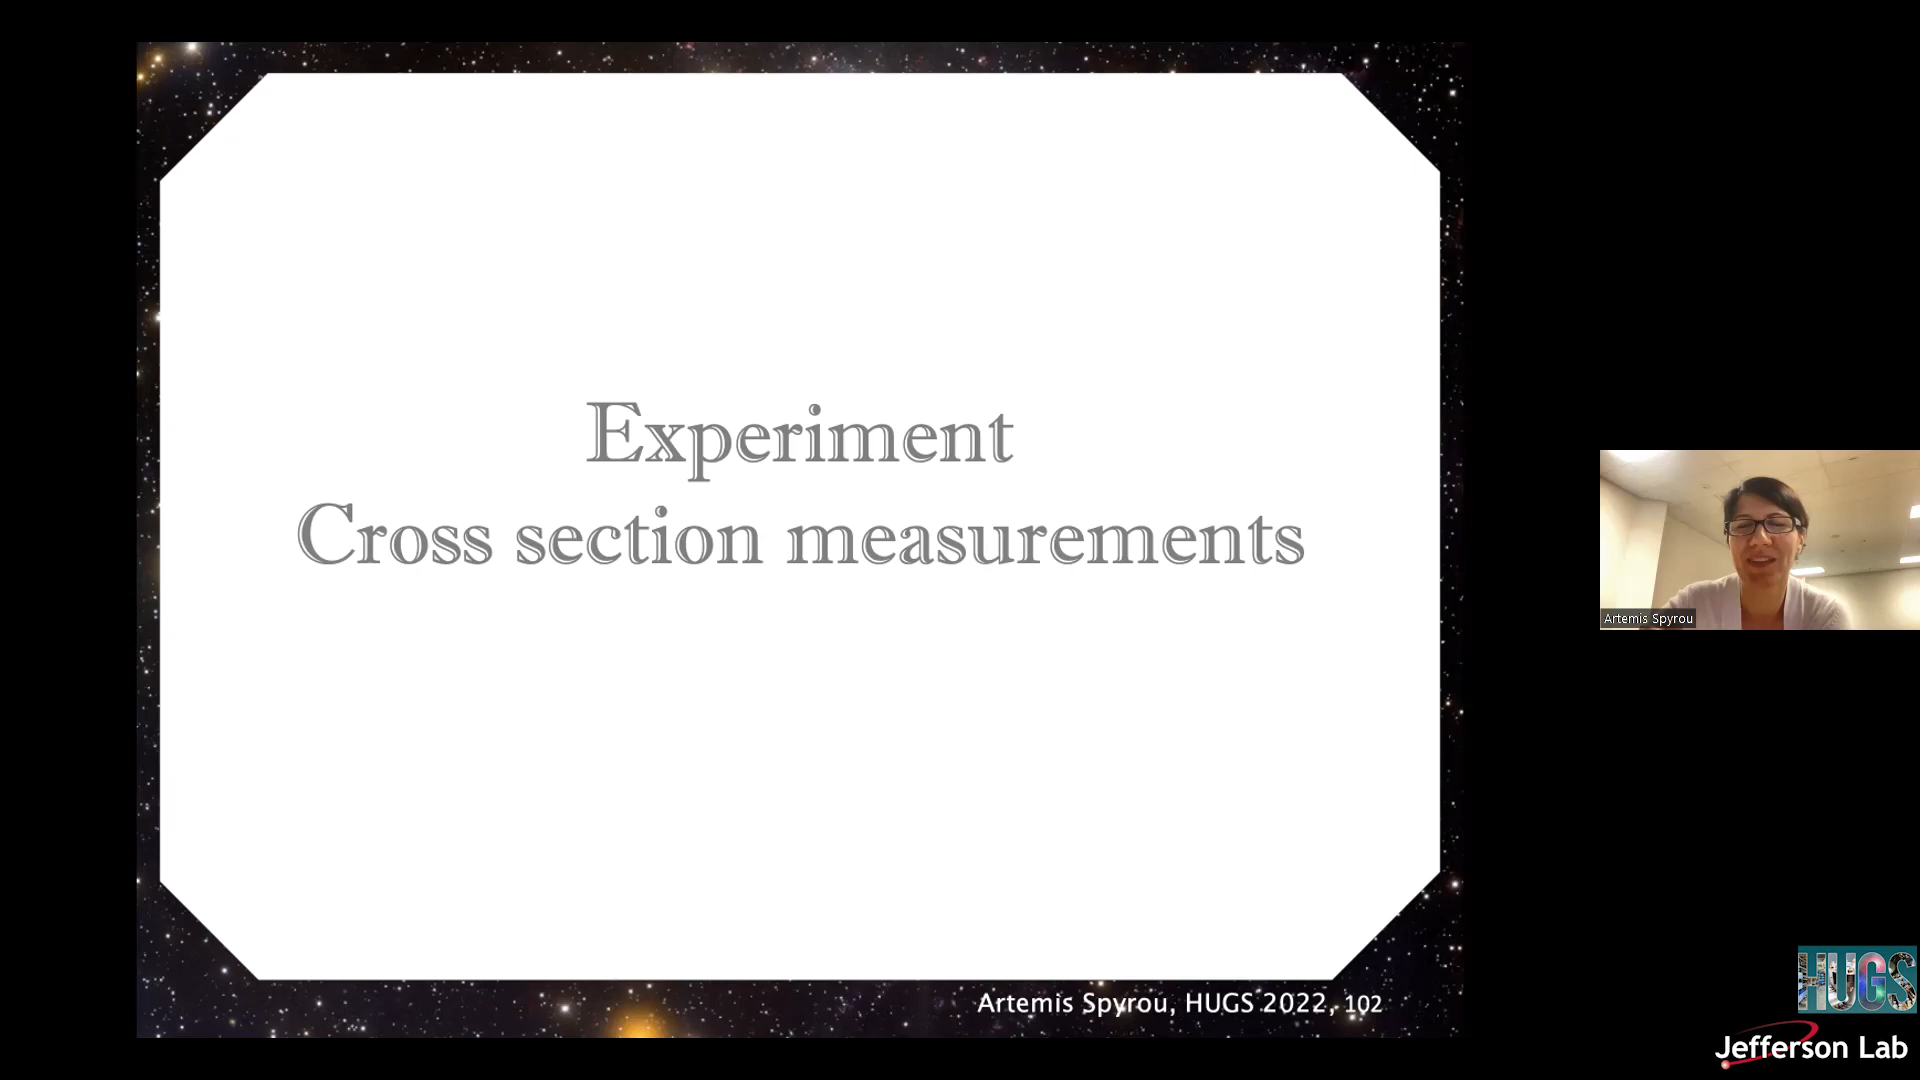 Experiment
Cross section measurements
Artemis Spyrou
Artemis Spyrou, HUGS 2022, 102
HUGS
Jefferson Lab